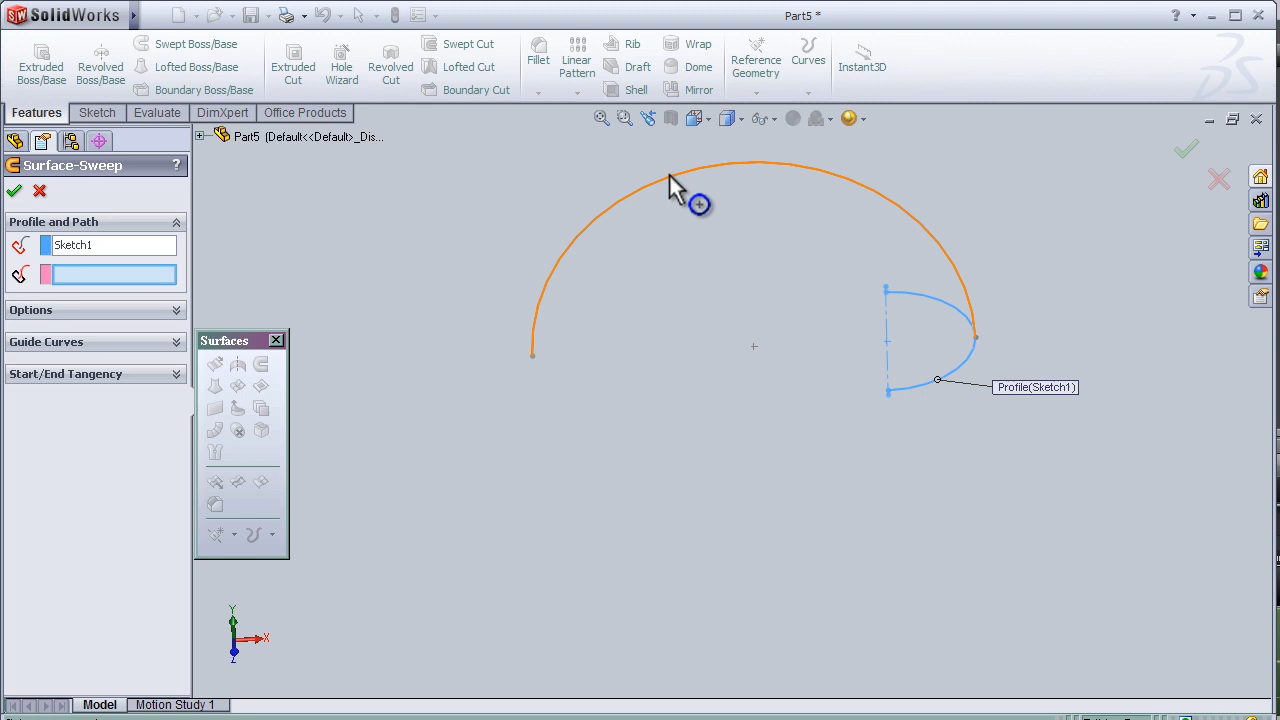 SolidWorks
Part5 *
?
Extruded Boss/Base
Revolved Boss/Base
Swept Boss/Base
Lofted Boss/Base
Boundary Boss/Base
Extruded Cut
Hole Wizard
Revolved Cut
Swept Cut
Lofted Cut
Boundary Cut
Fillet
Linear Pattern
Rib
Draft
Shell
Wrap
Dome
Mirror
Reference Geometry
Curves
Instant3D
Features
Sketch
Evaluate
DimXpert
Office Products
Part5 (Default<<Default>_Dis...
Surface-Sweep
?
Profile and Path
Sketch1
Options
Guide Curves
Start/End Tangency
Surfaces
Profile(Sketch1)
Y
X
Z
Model
Motion Study 1